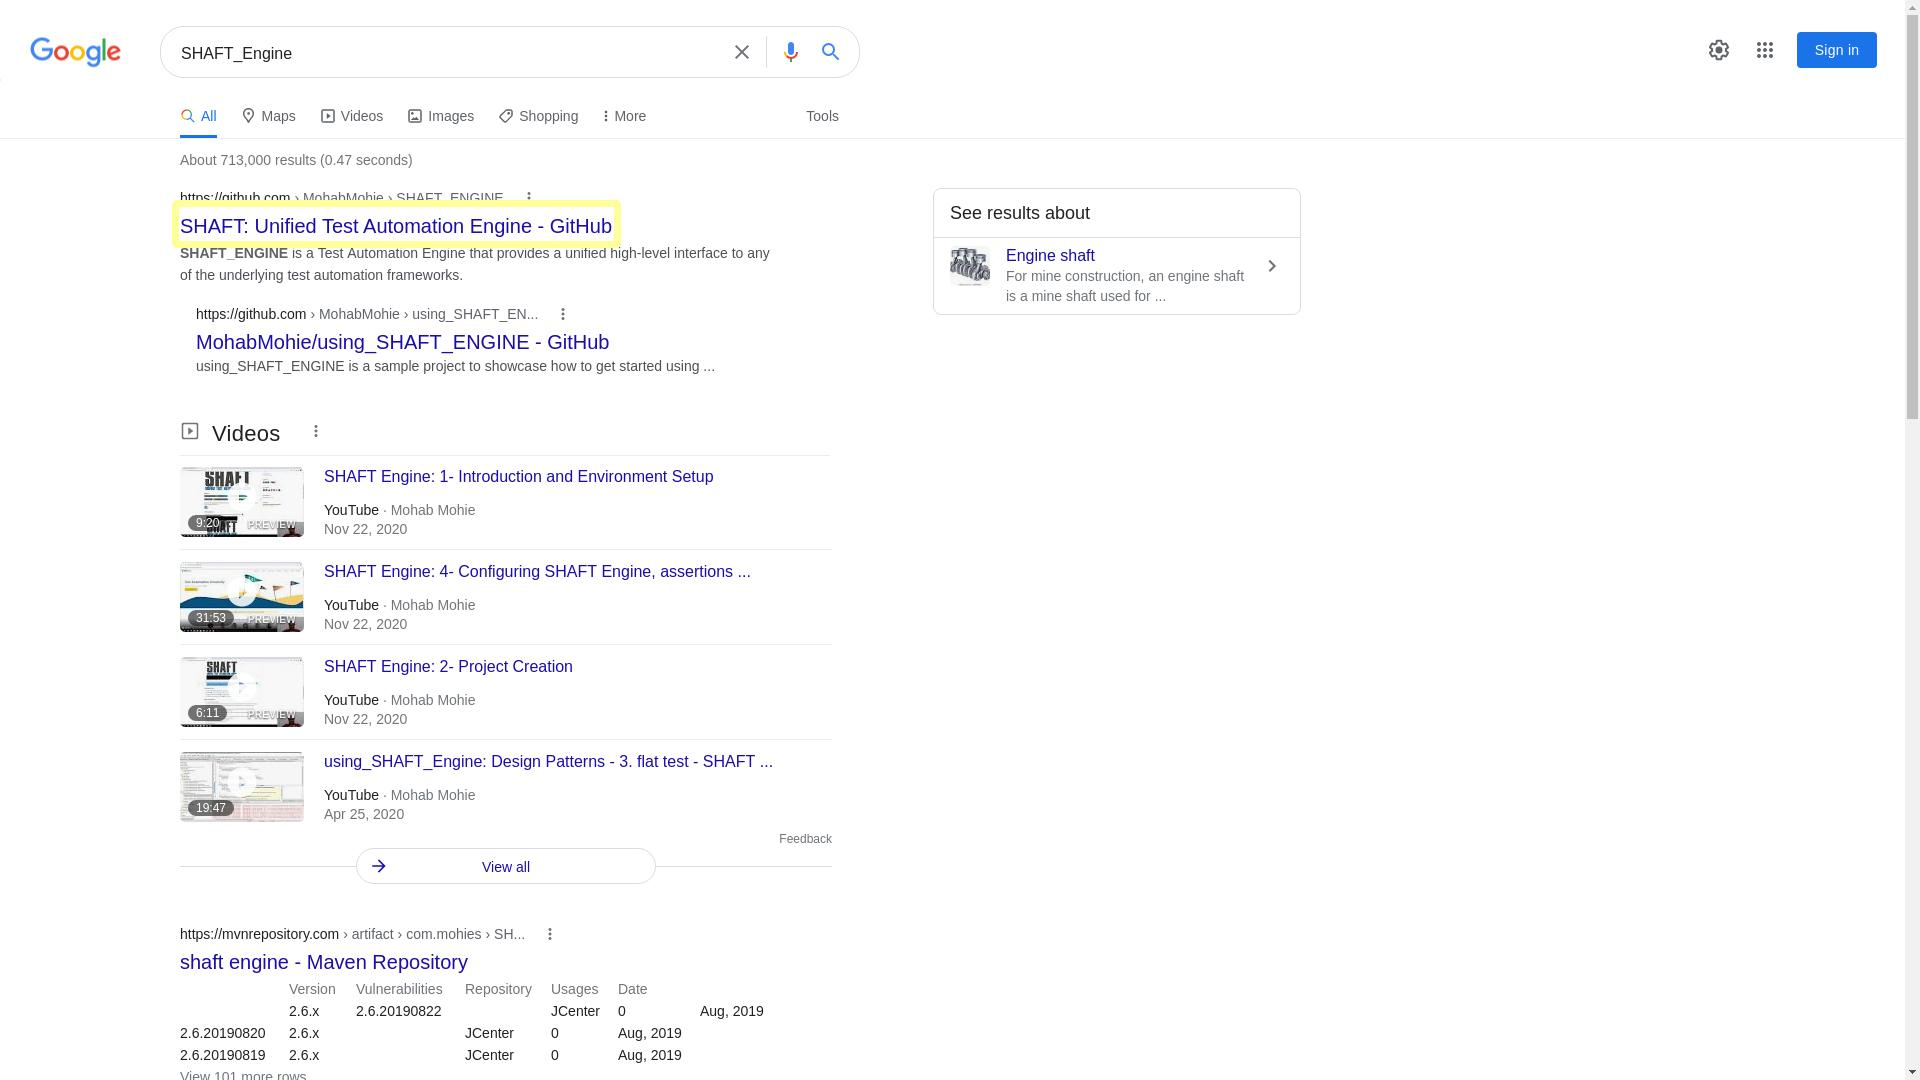 Google
SHAFT_Engine
Sign in
All
Maps
Videos
Images
Shopping
More
Tools
About 713,000 results (0.47 seconds)
https://github.com › MohabMohie › SHAFT_ENGINE
SHAFT: Unified Test Automation Engine - GitHub
SHAFT_ENGINE is a Test Automation Engine that provides a unified high-level interface to any
of the underlying test automation frameworks.
https://github.com › MohabMohie › using_SHAFT_EN...
MohabMohie/using_SHAFT_ENGINE - GitHub
using_SHAFT_ENGINE is a sample project to showcase how to get started using ...
See results about
Engine shaft
For mine construction, an engine shaft
is a mine shaft used for ...
Videos
SHAFT
9:20
PREVIEW
SHAFT Engine: 1- Introduction and Environment Setup
YouTube · Mohab Mohie
Nov 22, 2020
31:53
PREVIEW
SHAFT Engine: 4- Configuring SHAFT Engine, assertions ...
YouTube · Mohab Mohie
Nov 22, 2020
SHAFT
6:11
PREVIEW
SHAFT Engine: 2- Project Creation
YouTube · Mohab Mohie
Nov 22, 2020
19:47
using_SHAFT_Engine: Design Patterns - 3. flat test - SHAFT ...
YouTube · Mohab Mohie
Apr 25, 2020
Feedback
View all
https://mvnrepository.com › artifact › com.mohies › SH...
shaft engine - Maven Repository
Version Vulnerabilities Repository Usages Date
2.6.x 2.6.20190822 JCenter 0 Aug, 2019
2.6.20190820 2.6.x JCenter 0 Aug, 2019
2.6.20190819 2.6.x JCenter 0 Aug, 2019
View 101 more rows